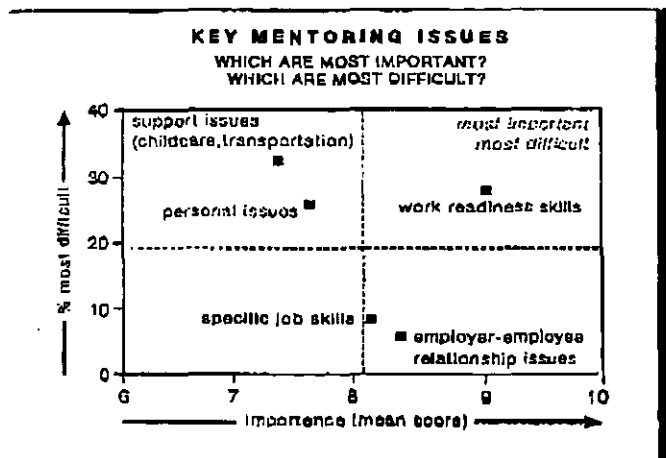 KEY MENTORING ISSUES
WHICH ARE MOST IMPORTANT?
WHICH ARE MOST DIFFICULT?
% most difficult
40
30
20
10
0
support issues
(childcare, transportation)
most important
most difficult
personal issues
work readiness skills
specific job skills
employer-employee
relationship issues
6 7 8 9 10
Importance (mean score)